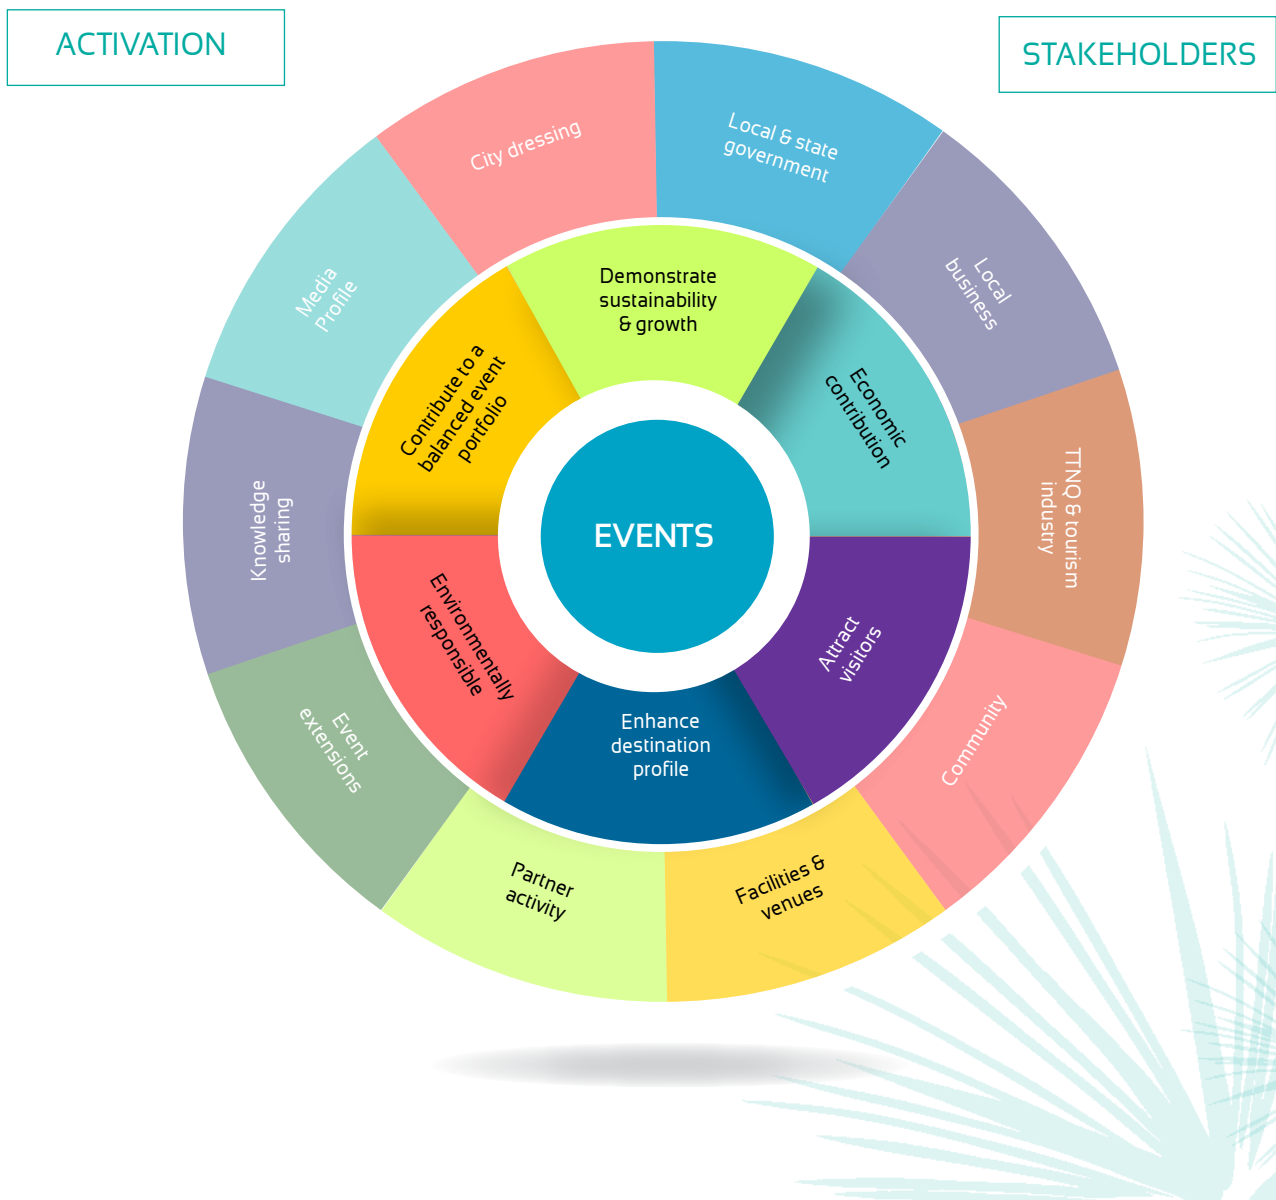 ACTIVATION
STAKEHOLDERS
City dressing
Local & state
government
Local
business
TTNQ & tourism
industry
Community
Facilities &
venues
Partner
activity
Event
extensions
Knowledge
sharing
Media
Profile
Demonstrate
sustainability
& growth
Economic
contribution
Attract
visitors
Enhance
destination
profile
Environmentally
responsible
Contribute to a
balanced event
portfolio
EVENTS